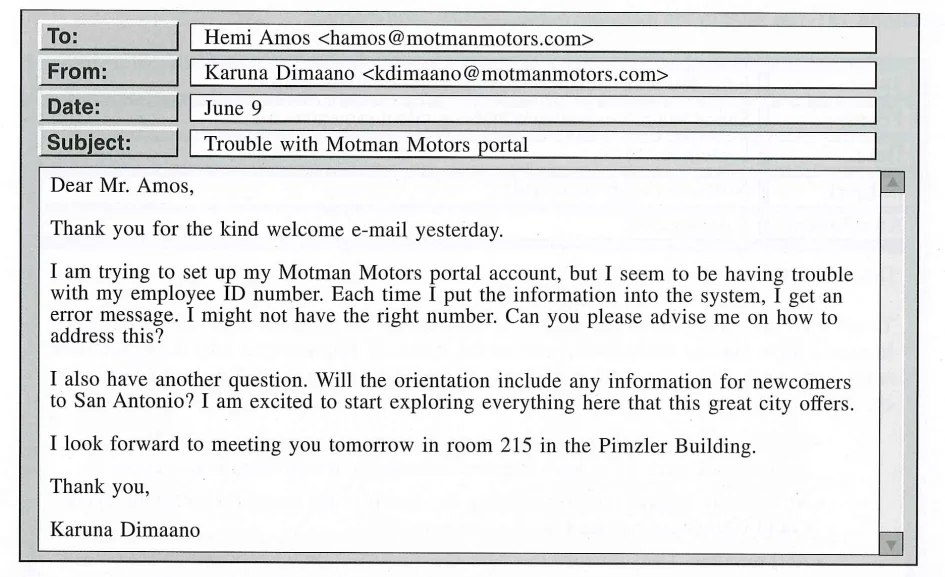 To: Hemi Amos <hamos@motmanmotors.com>
From: Karuna Dimaano <kdimaano@motmanmotors.com>
Date: June 9
Subject: Trouble with Motman Motors portal
Dear Mr. Amos,
Thank you for the kind welcome e-mail yesterday.
I am trying to set up my Motman Motors portal account, but I seem to be having trouble
with my employee ID number. Each time I put the information into the system, I get an
error message. I might not have the right number. Can you please advise me on how to
address this?
I also have another question. Will the orientation include any information for newcomers
to San Antonio? I am excited to start exploring everything here that this great city offers.
I look forward to meeting you tomorrow in room 215 in the Pimzler Building.
Thank you,
Karuna Dimaano